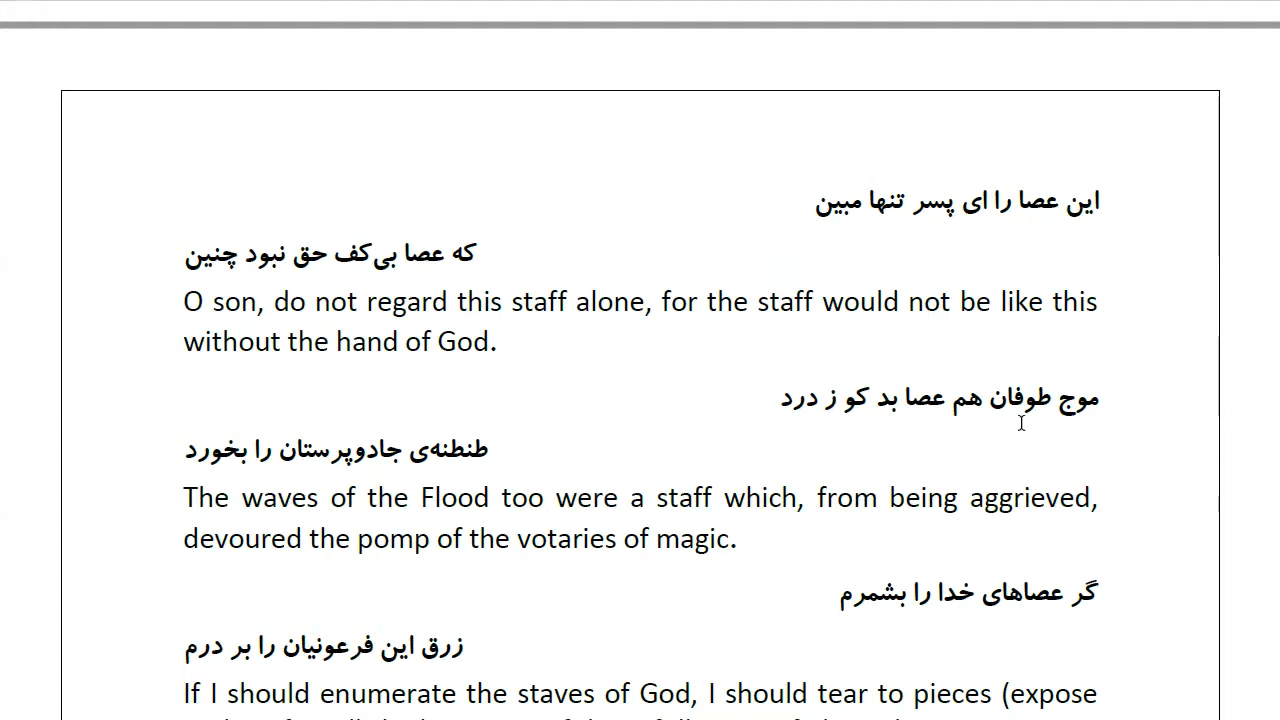 این عصا را ای پسر تنها مبین
که عصا بی‌کف حق نبود چنین
O son, do not regard this staff alone, for the staff would not be like this
without the hand of God.
موج طوفان هم عصا بد کو ز درد
طنطنه‌ی جادوپرستان را بخورد
The waves of the Flood too were a staff which, from being aggrieved,
devoured the pomp of the votaries of magic.
گر عصاهای خدا را بشمرم
زرق این فرعونیان را بر درم
If I should enumerate the staves of God, I should tear to pieces (expose